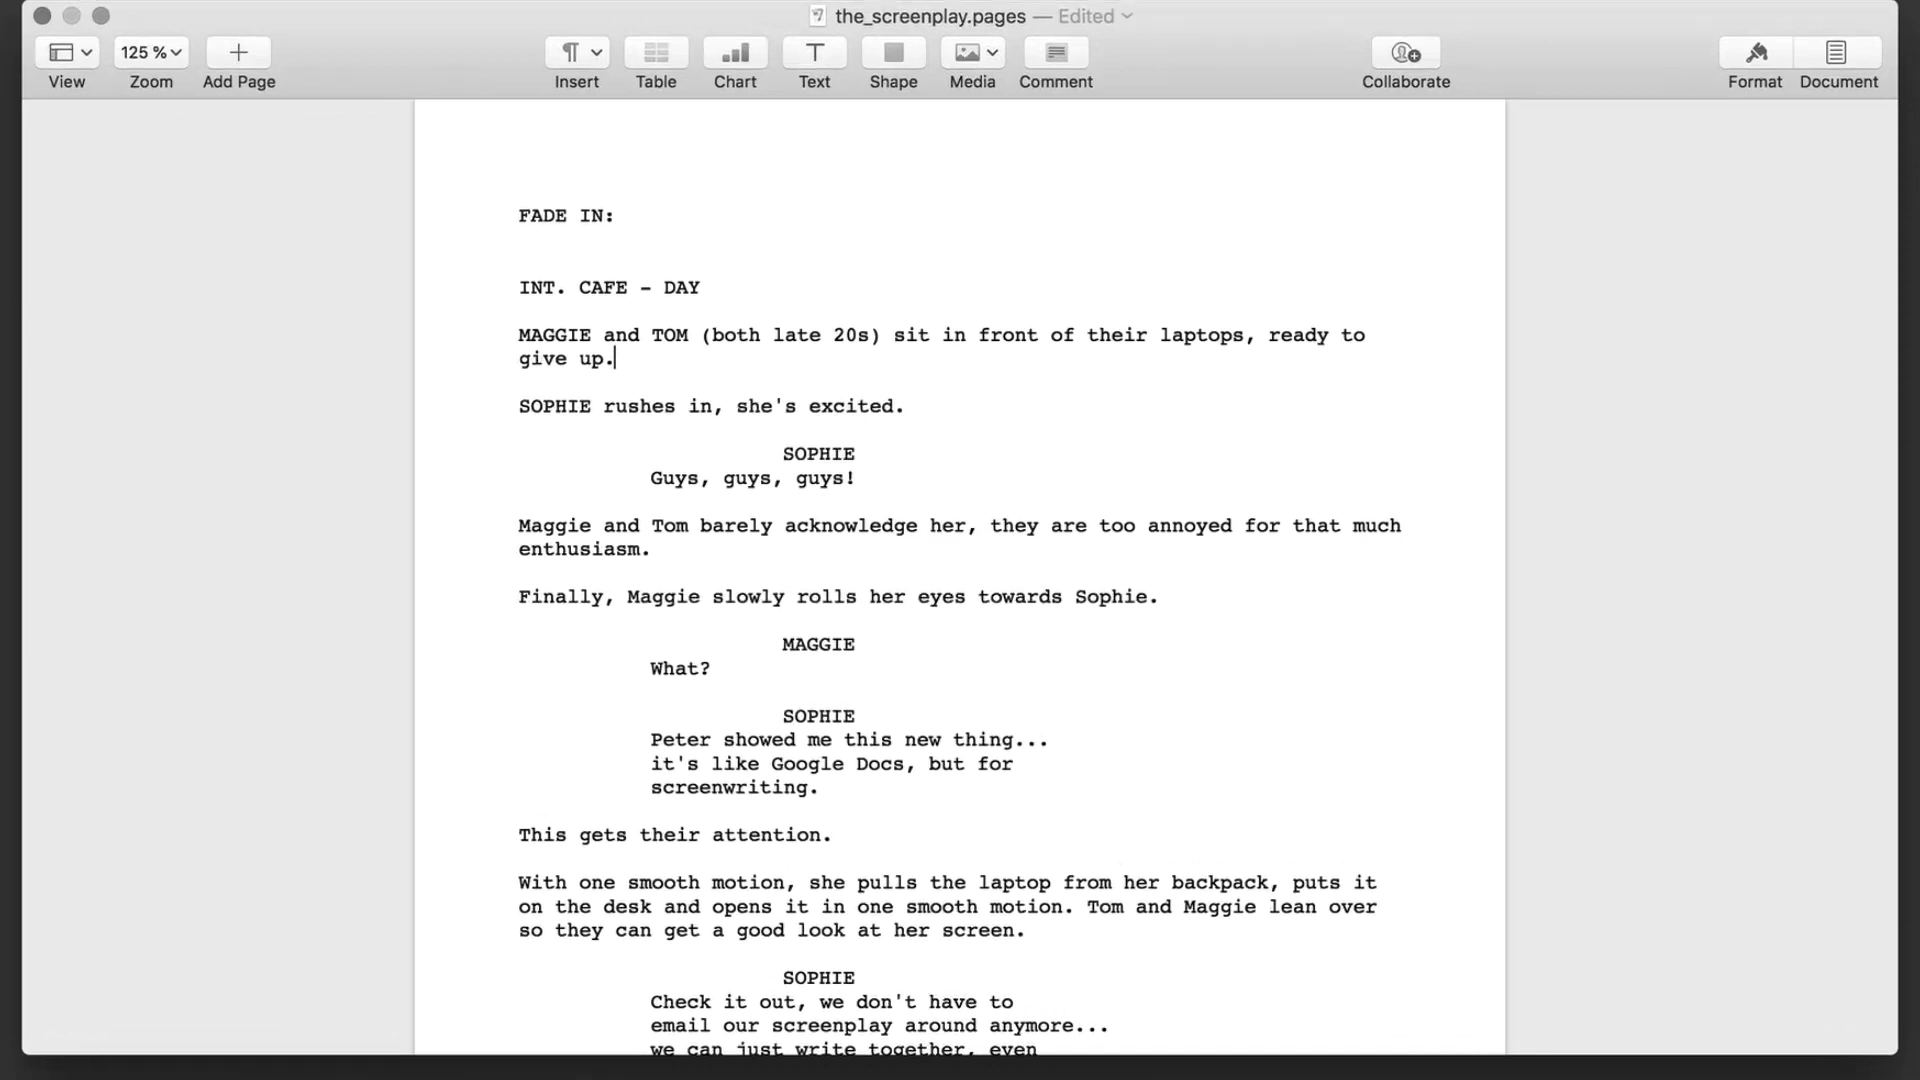 the_screenplay.pages — Edited
125 %
View Zoom Add Page Insert Table Chart Text Shape Media Comment Collaborate Format Document
FADE IN:
INT. CAFE - DAY
MAGGIE and TOM (both late 20s) sit in front of their laptops, ready to
give up.
SOPHIE rushes in, she's excited.
SOPHIE
Guys, guys, guys!
Maggie and Tom barely acknowledge her, they are too annoyed for that much
enthusiasm.
Finally, Maggie slowly rolls her eyes towards Sophie.
MAGGIE
What?
SOPHIE
Peter showed me this new thing...
it's like Google Docs, but for
screenwriting.
This gets their attention.
With one smooth motion, she pulls the laptop from her backpack, puts it
on the desk and opens it in one smooth motion. Tom and Maggie lean over
so they can get a good look at her screen.
SOPHIE
Check it out, we don't have to
email our screenplay around anymore...
we can just write together, even